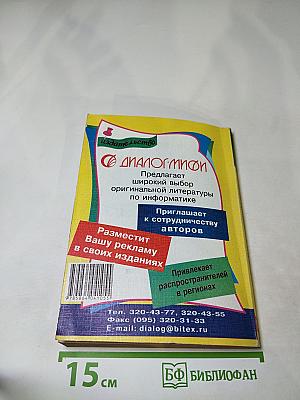 издательство
ДИАЛОГ-МИФИ
Предлагает
широкий выбор
оригинальной литературы
по информатике
Приглашает
к сотрудничеству
авторов
Разместит
Вашу рекламу
в своих изданиях
Привлекает
распространителей
в регионах
Тел. 320-43-77, 320-43-55
Факс (095) 320-31-33
E-mail: dialog@bitex.ru
15 см
БФ БИБЛИОФАН